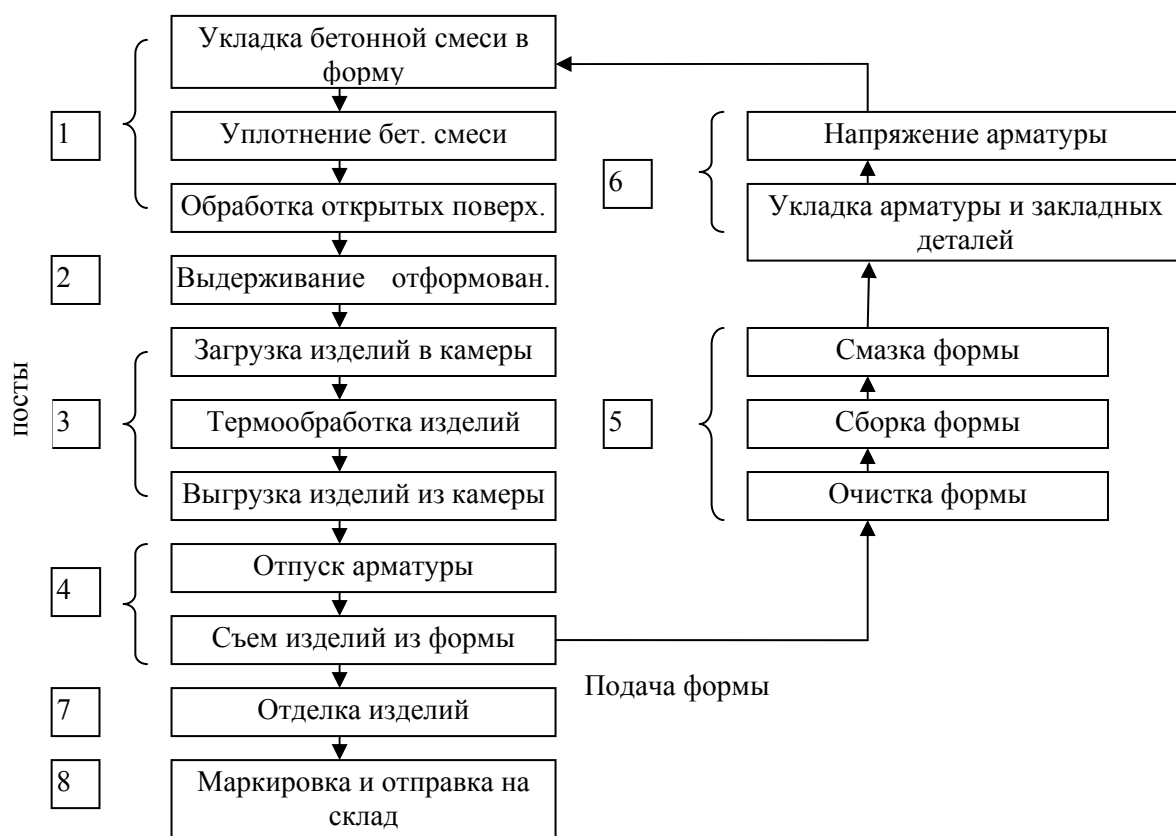 Укладка бетонной смеси в
форму
1
Уплотнение бет. смеси
Обработка открытых поверх.
2
Выдерживание отформован.
посты
Загрузка изделий в камеры
3
Термообработка изделий
Выгрузка изделий из камеры
4
Отпуск арматуры
Съем изделий из формы
Подача формы
7
Отделка изделий
8
Маркировка и отправка на
склад
6
Напряжение арматуры
Укладка арматуры и закладных
деталей
5
Смазка формы
Сборка формы
Очистка формы